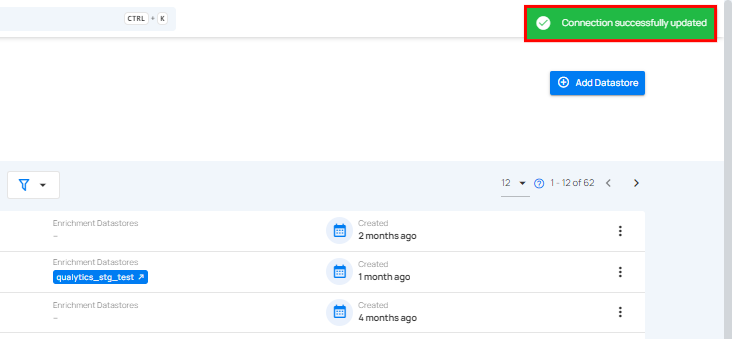 CTRL + K
Connection successfully updated
Add Datastore
12
1 - 12 of 62
Enrichment Datastores
–
Created
2 months ago
Enrichment Datastores
qualytics_stg_test
Created
1 month ago
Enrichment Datastores
–
Created
4 months ago